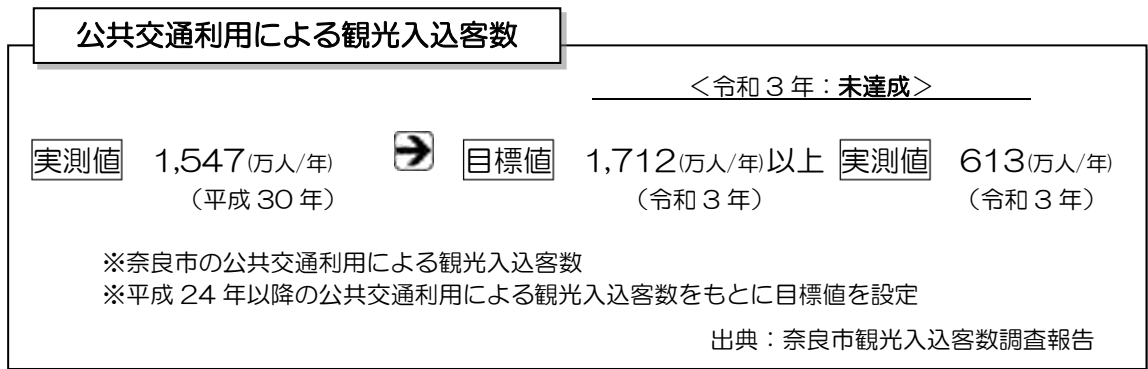 公共交通利用による観光入込客数
＜令和3年：未達成＞
実測値 1,547(万人/年) 目標値 1,712(万人/年)以上 実測値 613(万人/年)
（平成30年） （令和3年） （令和3年）
※奈良市の公共交通利用による観光入込客数
※平成24年以降の公共交通利用による観光入込客数をもとに目標値を設定
出典：奈良市観光入込客数調査報告